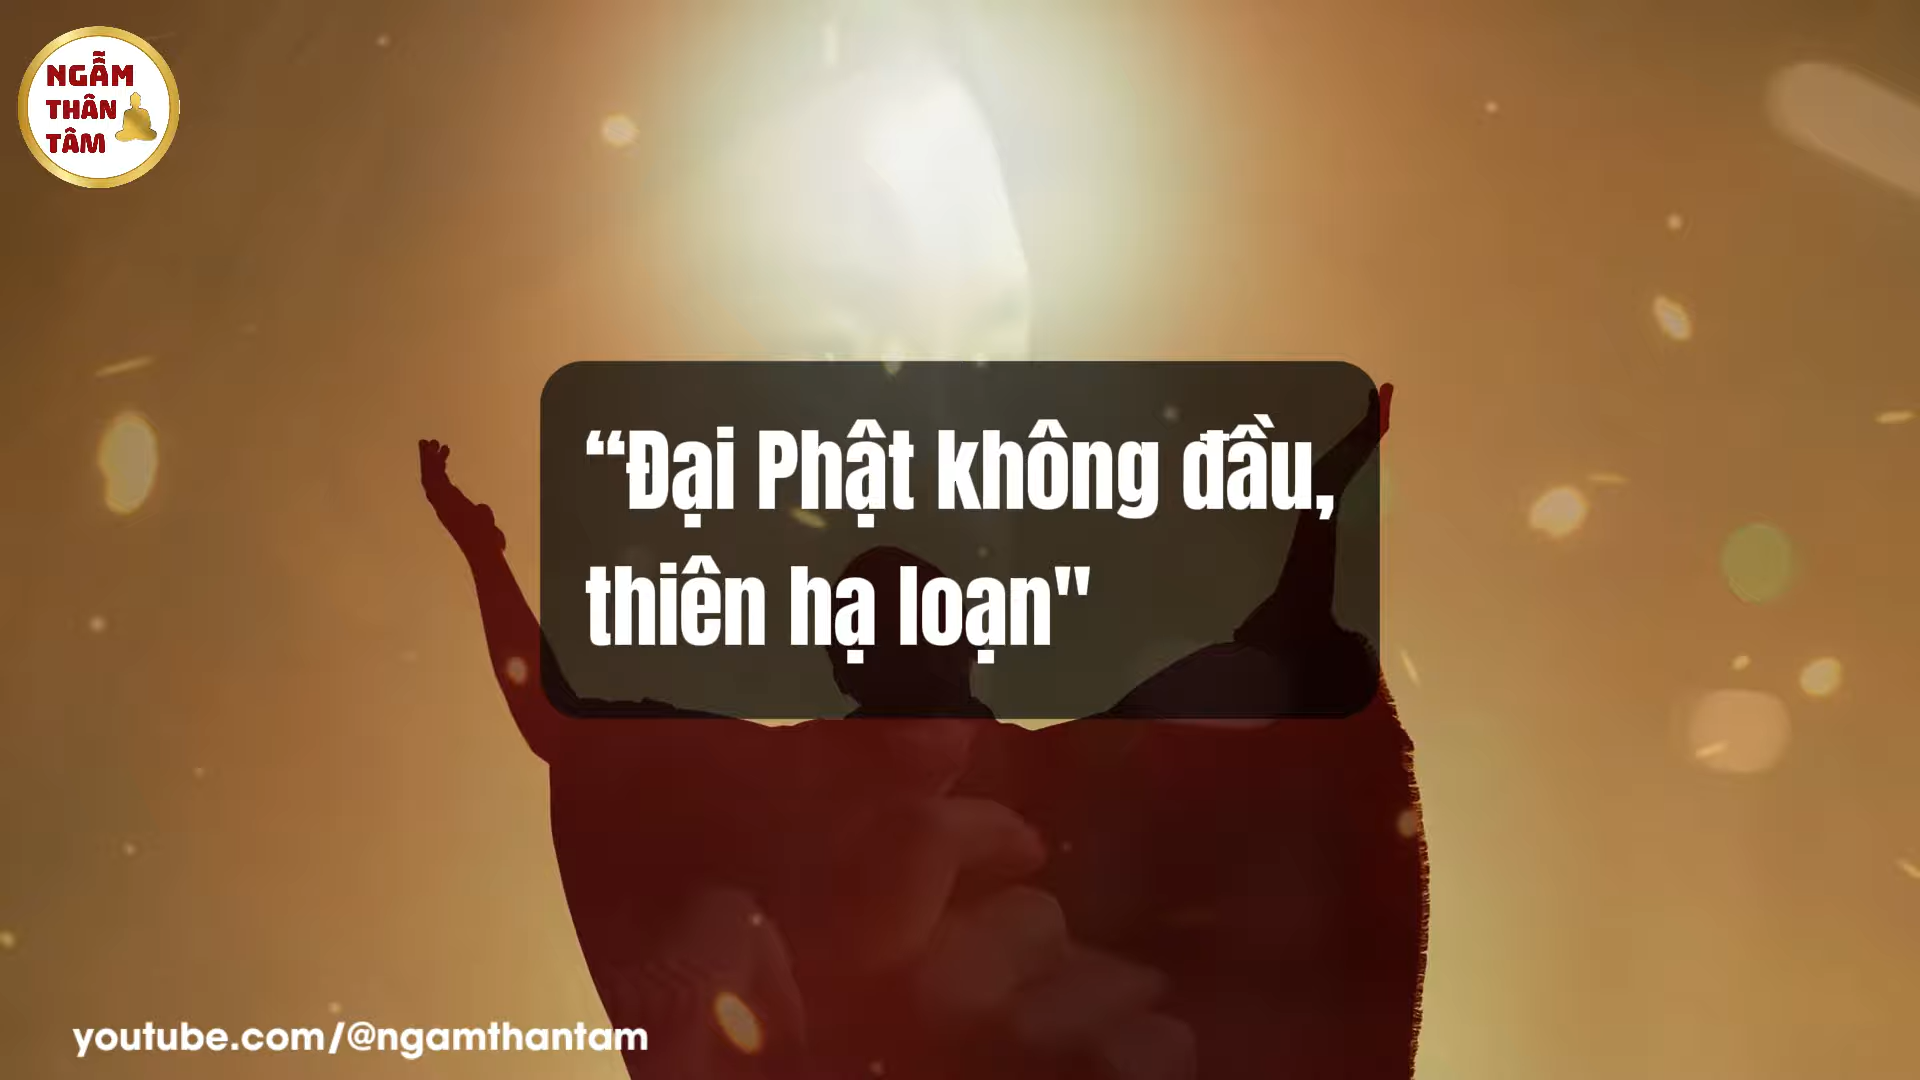 NGẪM
THÂN
TÂM
“Đại Phật không đầu,
thiên hạ loạn"
youtube.com/@ngamthantam